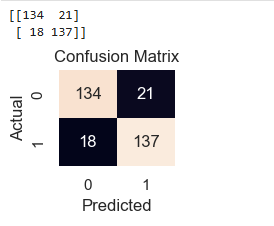 [[134 21]
[ 18 137]]
Confusion Matrix
Actual
0
134 21
1
18 137
0 1
Predicted